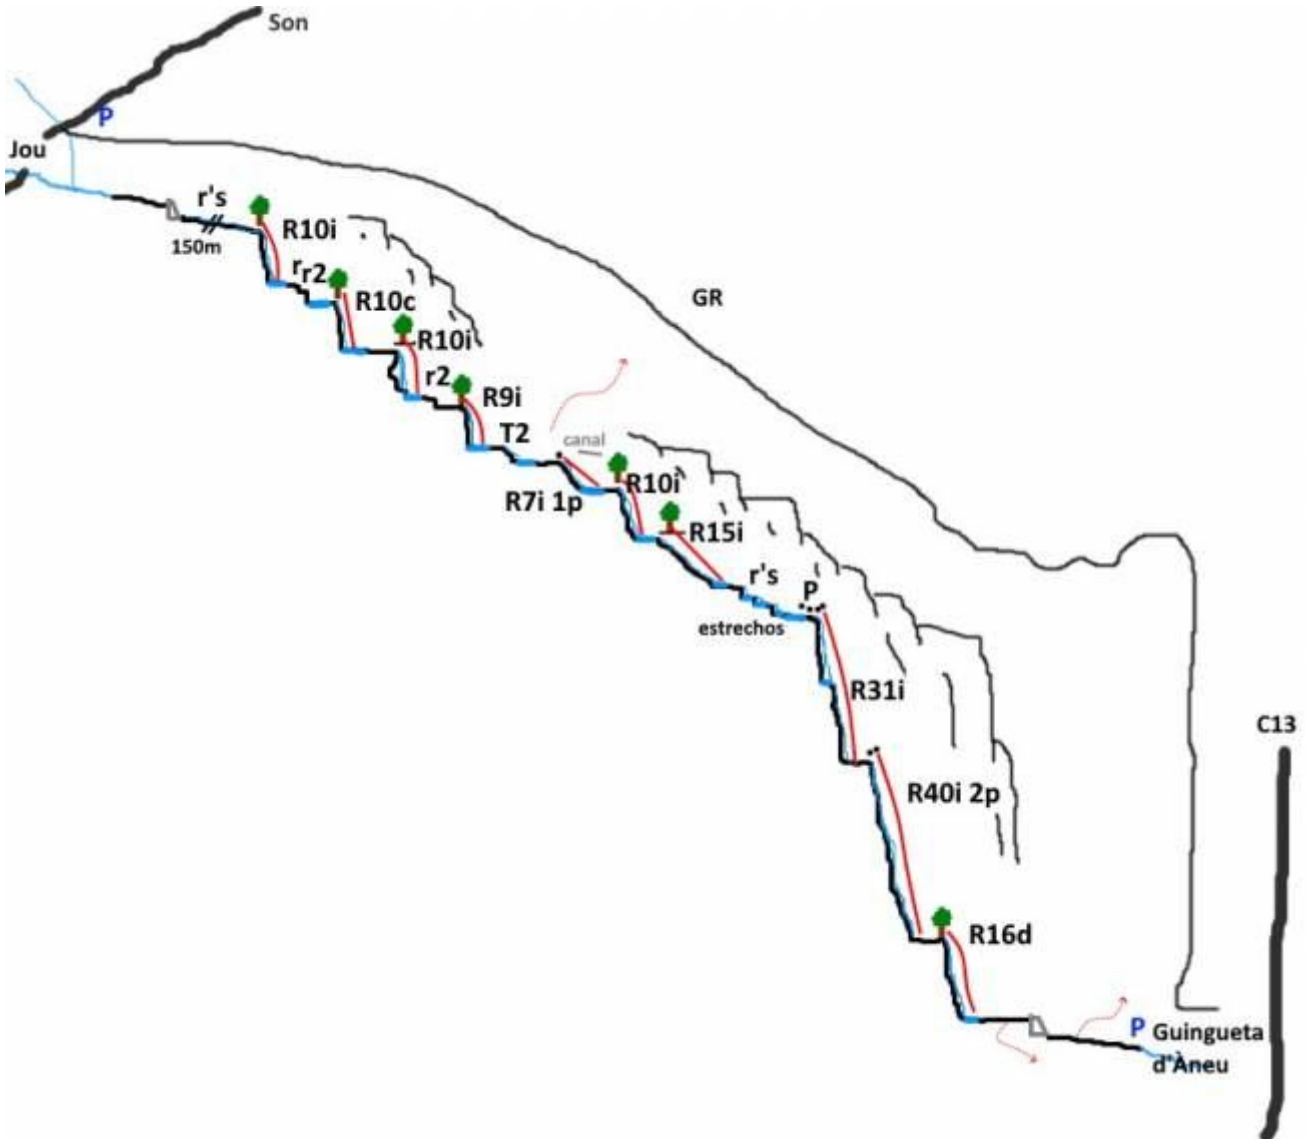 Son
P
Jou
r's
150m
R10i
r
r2
R10c
GR
R10i
r2
R9i
T2
canal
R7i 1p
R10i
R15i
r's
P
estrechos
R31i
C13
R40i 2p
R16d
P Guingueta
d'Àneu